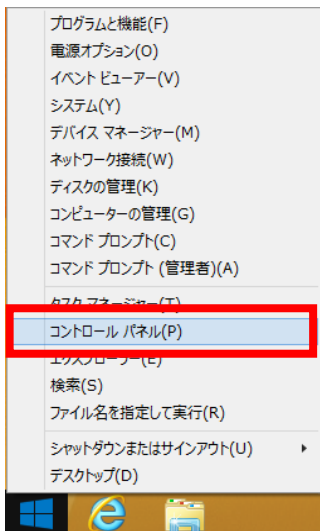 プログラムと機能(F)
電源オプション(O)
イベント ビューアー(V)
システム(Y)
デバイス マネージャー(M)
ネットワーク接続(W)
ディスクの管理(K)
コンピューターの管理(G)
コマンド プロンプト(C)
コマンド プロンプト (管理者)(A)
タスク マネージャー(T)
コントロール パネル(P)
エクスプローラー(E)
検索(S)
ファイル名を指定して実行(R)
シャットダウンまたはサインアウト(U)
デスクトップ(D)